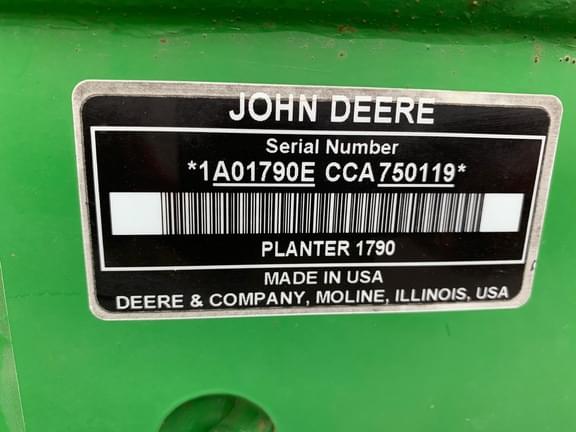 JOHN DEERE
Serial Number
*1A01790E CCA750119*
PLANTER 1790
MADE IN USA
DEERE & COMPANY, MOLINE, ILLINOIS, USA